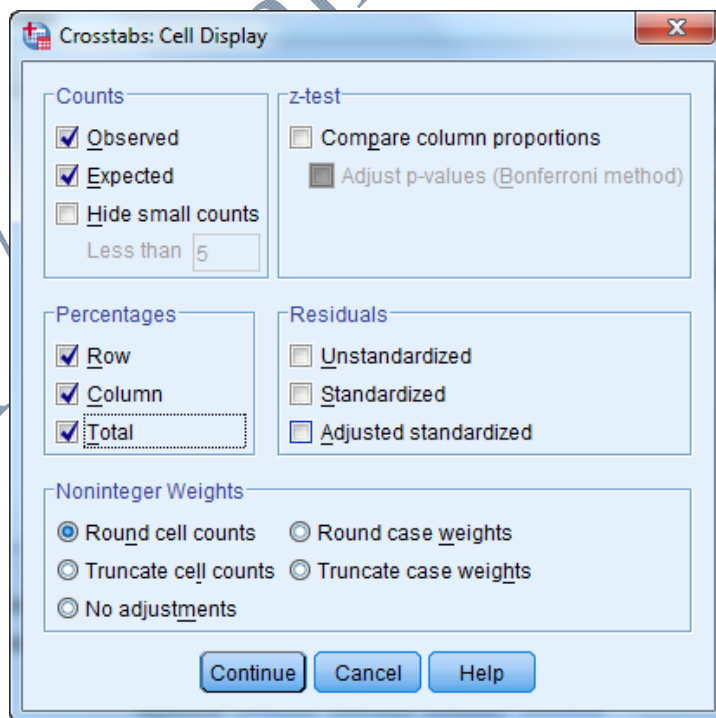 Crosstabs: Cell Display
Counts
Observed
Expected
Hide small counts
Less than 5
z-test
Compare column proportions
Adjust p-values (Bonferroni method)
Percentages
Row
Column
Total
Residuals
Unstandardized
Standardized
Adjusted standardized
Noninteger Weights
Round cell counts
Round case weights
Truncate cell counts
Truncate case weights
No adjustments
Continue
Cancel
Help